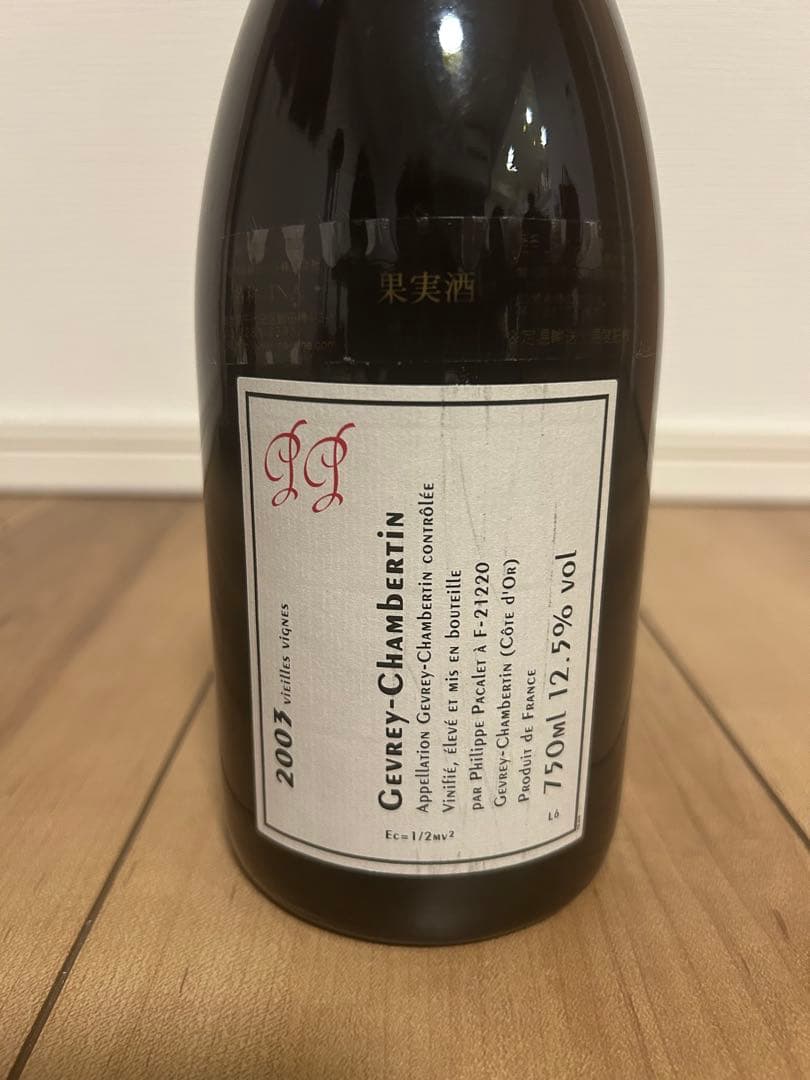 果実酒
PP
2003 vieilles vignes
Gevrey-Chambertin
Appellation Gevrey-Chambertin contrôlée
Vinifié, élevé et mis en bouteille
par Philippe Pacalet à F-21220
Gevrey-Chambertin (Côte d'Or)
Produit de France
750ml 12.5% vol
L6
Ec=1/2mv²